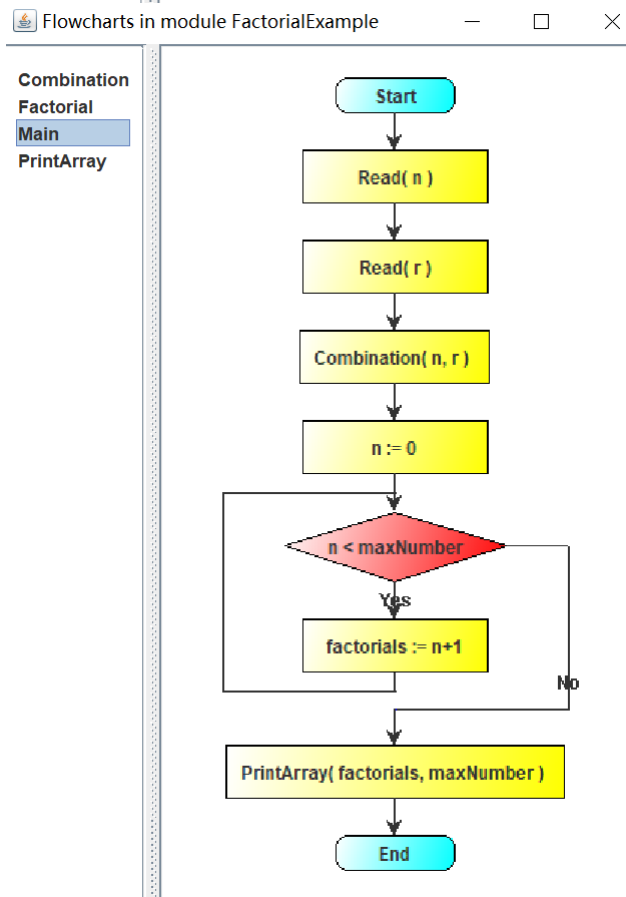 Flowcharts in module FactorialExample
Combination
Factorial
Main
PrintArray
Start
Read( n )
Read( r )
Combination( n, r )
n := 0
n < maxNumber
Yes
factorials := n+1
No
PrintArray( factorials, maxNumber )
End